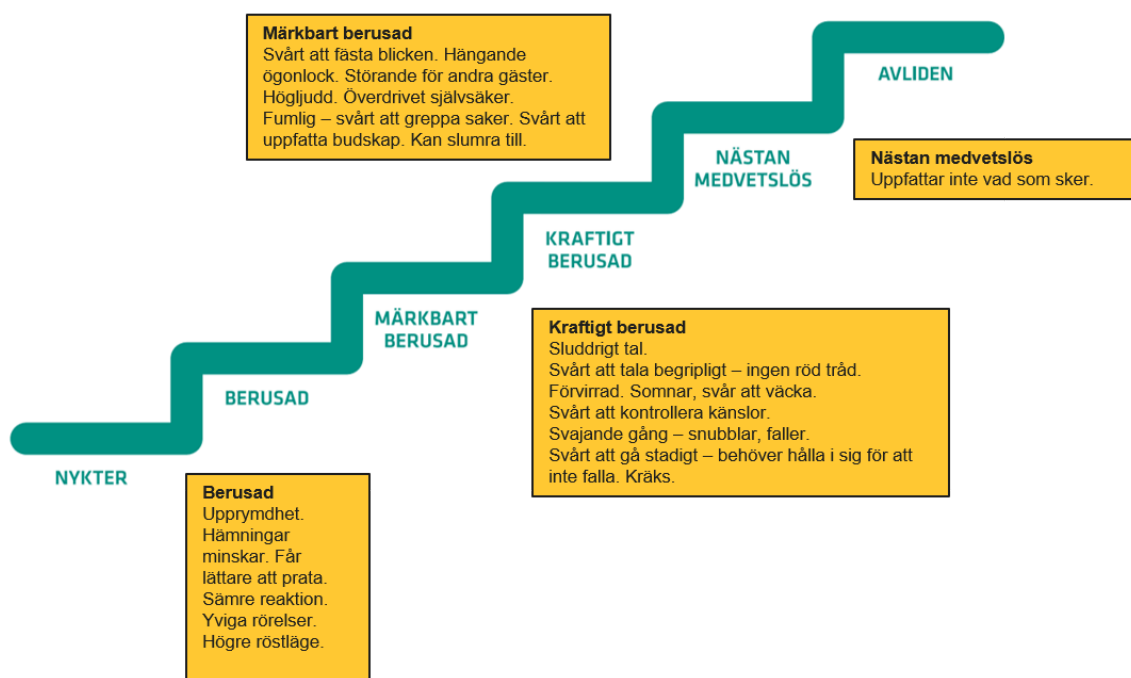 Märkbart berusad
Svårt att fästa blicken. Hängande
ögonlock. Störande för andra gäster.
Högljudd. Överdrivet självsäker.
Fumlig – svårt att greppa saker. Svårt att
uppfatta budskap. Kan slumra till.
AVLIDEN
NÄSTAN
MEDVETSLÖS
Nästan medvetslös
Uppfattar inte vad som sker.
KRAFTIGT
BERUSAD
MÄRKBART
BERUSAD
Kraftigt berusad
Sluddrigt tal.
Svårt att tala begripligt – ingen röd tråd.
Förvirrad. Somnar, svår att väcka.
Svårt att kontrollera känslor.
Svajande gång – snubblar, faller.
Svårt att gå stadigt – behöver hålla i sig för att
inte falla. Kräks.
BERUSAD
NYKTER
Berusad
Upprymdhet.
Hämningar
minskar. Får
lättare att prata.
Sämre reaktion.
Yviga rörelser.
Högre röstläge.